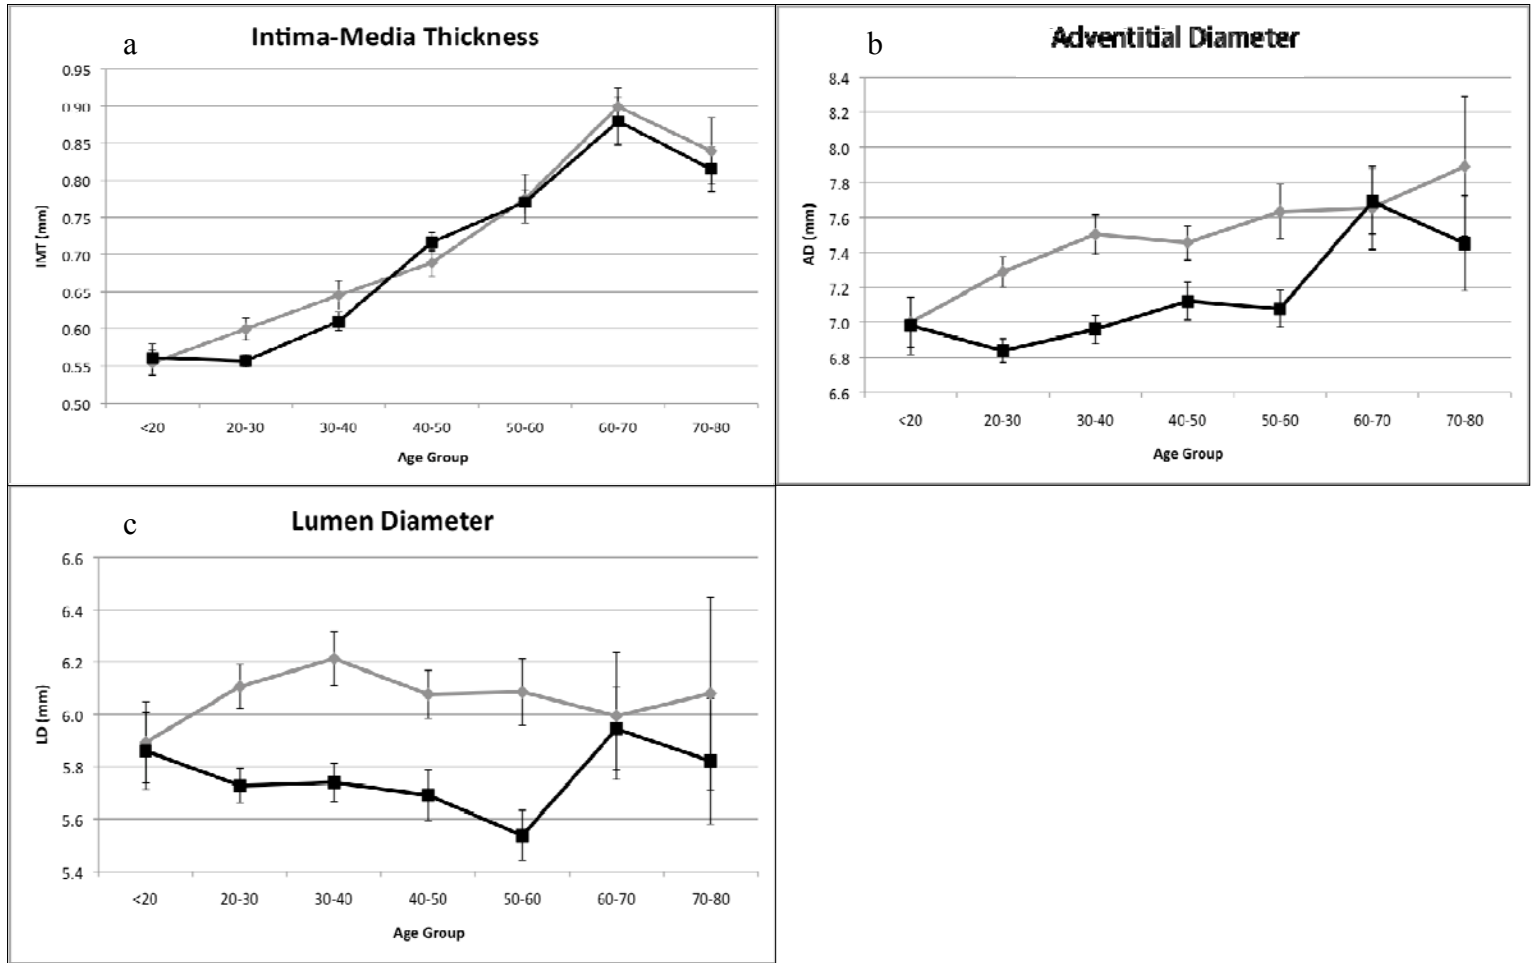 a
Intima-Media Thickness
0.95
0.90
0.85
0.80
0.75
0.70
0.65
0.60
0.55
0.50
IMT (mm)
<20 20-30 30-40 40-50 50-60 60-70 70-80
Age Group
b
Adventitial Diameter
8.4
8.2
8.0
7.8
7.6
7.4
7.2
7.0
6.8
6.6
AD (mm)
<20 20-30 30-40 40-50 50-60 60-70 70-80
Age Group
c
Lumen Diameter
6.6
6.4
6.2
6.0
5.8
5.6
5.4
LD (mm)
<20 20-30 30-40 40-50 50-60 60-70 70-80
Age Group